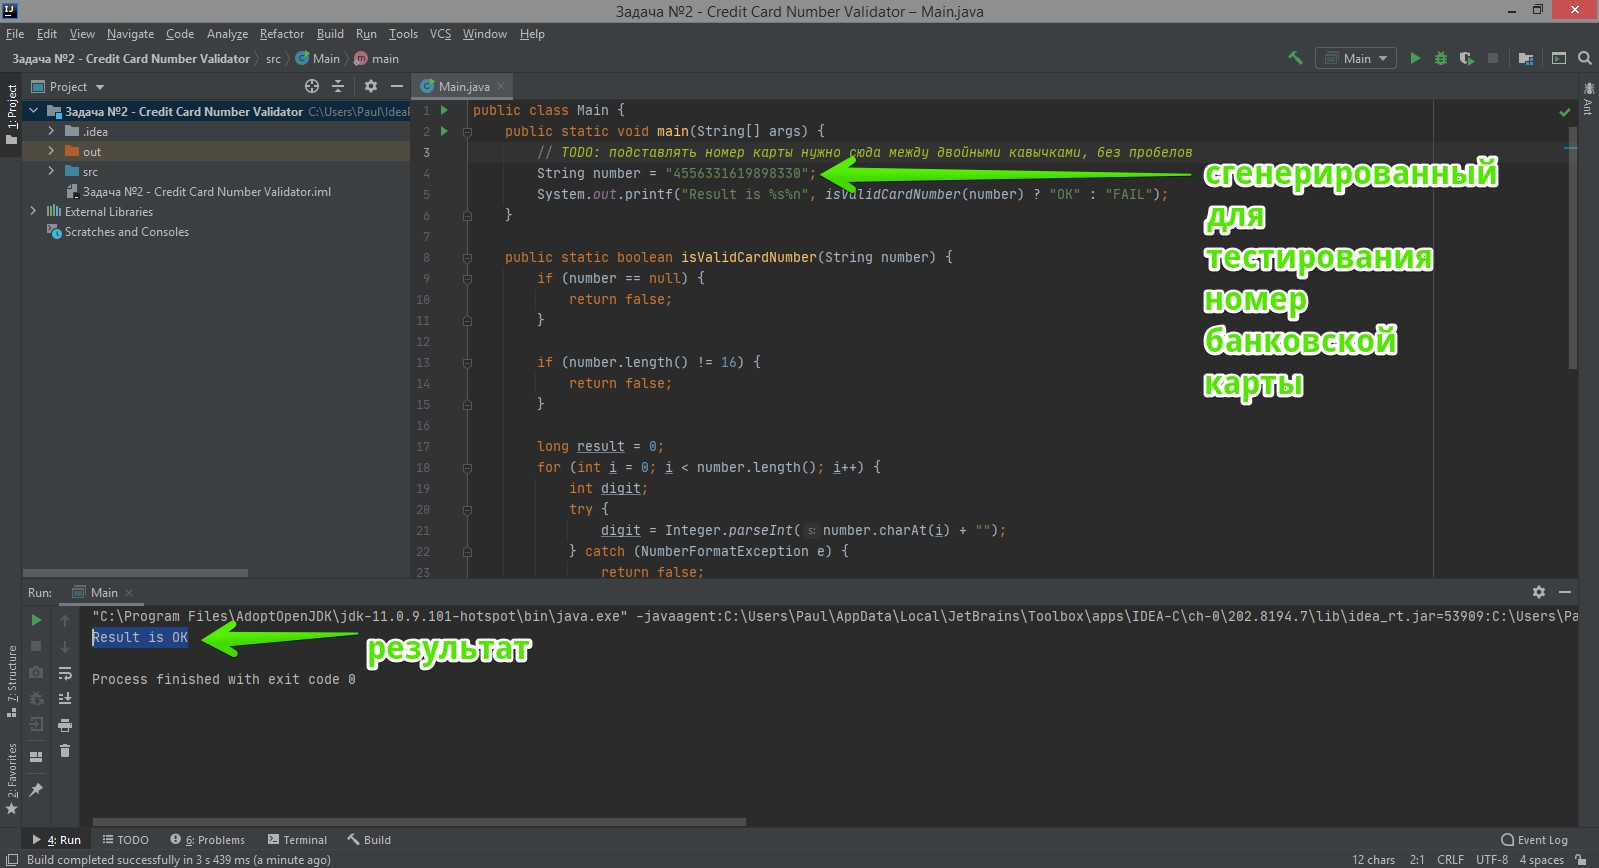 Задача №2 - Credit Card Number Validator – Main.java
File Edit View Navigate Code Analyze Refactor Build Run Tools VCS Window Help
Задача №2 - Credit Card Number Validator src Main main
Main
1: Project
Project
Задача №2 - Credit Card Number Validator C:\Users\Paul\Idea
.idea
out
src
Задача №2 - Credit Card Number Validator.iml
External Libraries
Scratches and Consoles
Main.java
1 public class Main {
2 public static void main(String[] args) {
3 // TODO: подставлять номер карты нужно сюда между двойными кавычками, без пробелов
4 String number = "4556331619898330";
5 System.out.printf("Result is %s%n", isValidCardNumber(number) ? "OK" : "FAIL");
6 }
7
8 public static boolean isValidCardNumber(String number) {
9 if (number == null) {
10 return false;
11 }
12
13 if (number.length() != 16) {
14 return false;
15 }
16
17 long result = 0;
18 for (int i = 0; i < number.length(); i++) {
19 int digit;
20 try {
21 digit = Integer.parseInt( s: number.charAt(i) + "");
22 } catch (NumberFormatException e) {
23 return false;
сгенерированный
для
тестирования
номер
банковской
карты
Ant
Run: Main
"C:\Program Files\AdoptOpenJDK\jdk-11.0.9.101-hotspot\bin\java.exe" -javaagent:C:\Users\Paul\AppData\Local\JetBrains\Toolbox\apps\IDEA-C\ch-0\202.8194.7\lib\idea_rt.jar=53909:C:\Users\Pa
Result is OK
результат
Process finished with exit code 0
7: Structure
2: Favorites
4: Run TODO 6: Problems Terminal Build Event Log
Build completed successfully in 3 s 439 ms (a minute ago) 12 chars 2:1 CRLF UTF-8 4 spaces